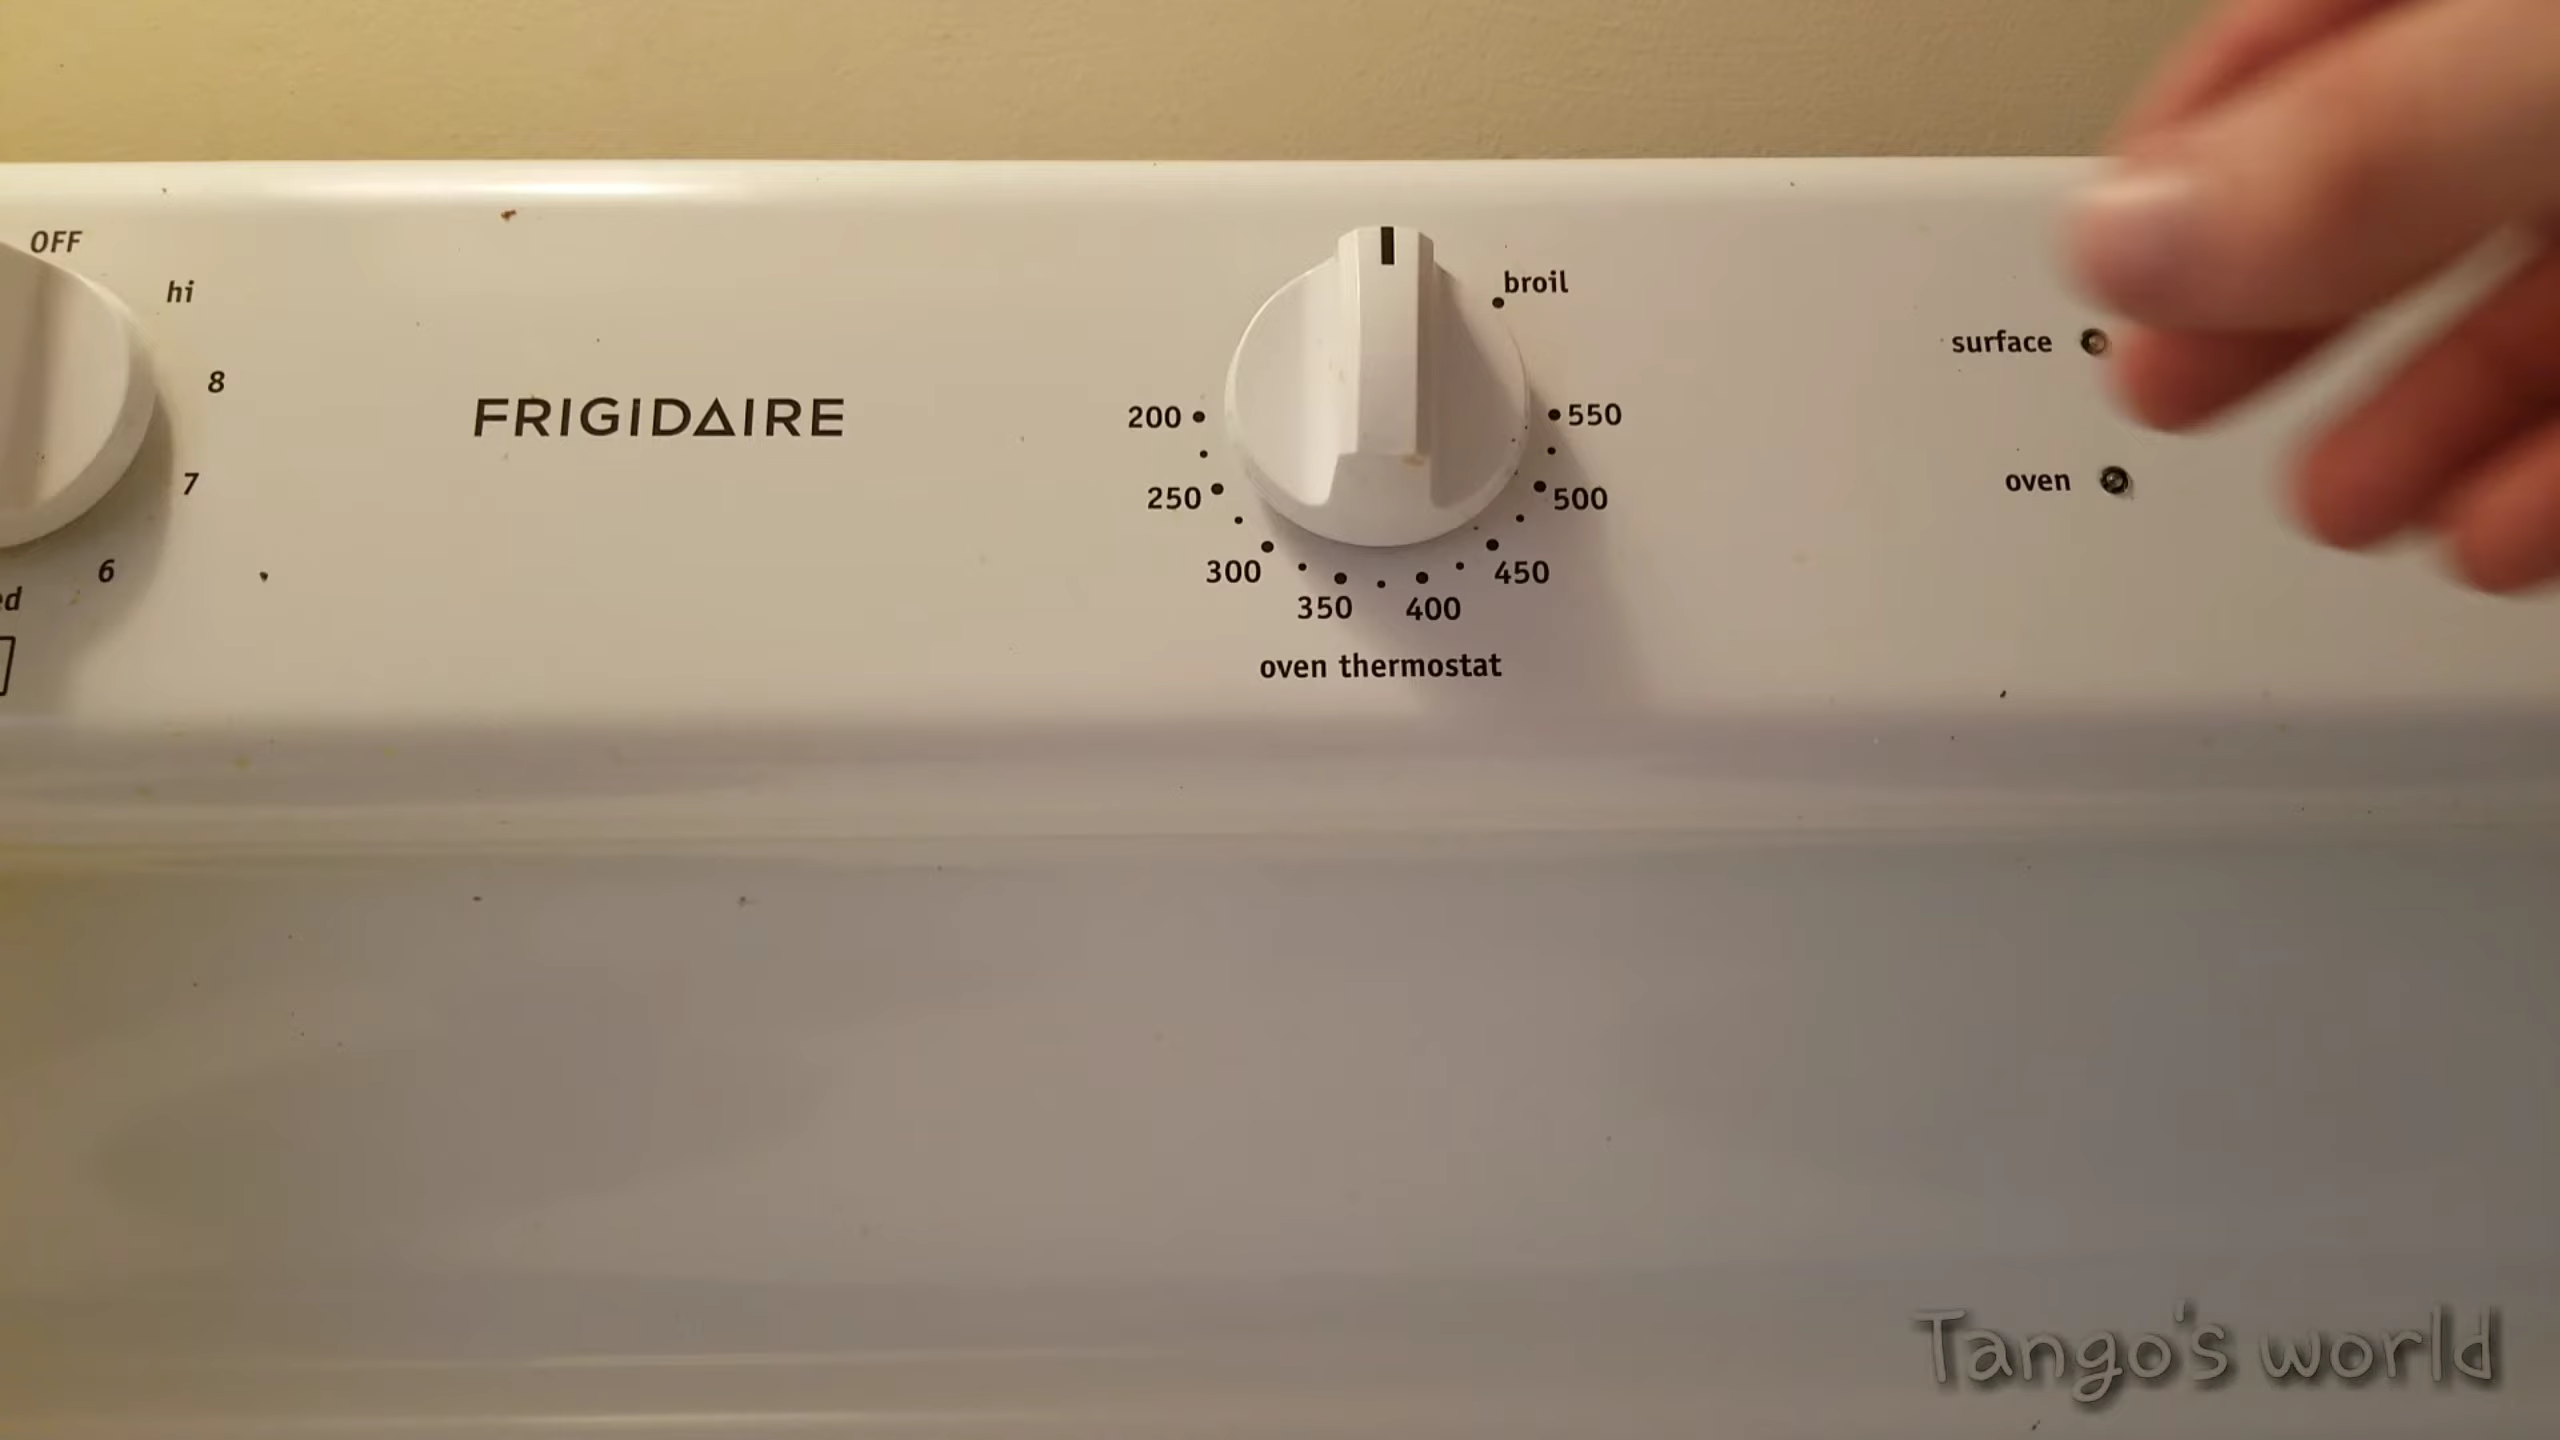 OFF
hi
8
7
6
ed
FRIGIDAIRE
broil
200
250
300
350
400
450
500
550
oven thermostat
surface
oven
Tango's world